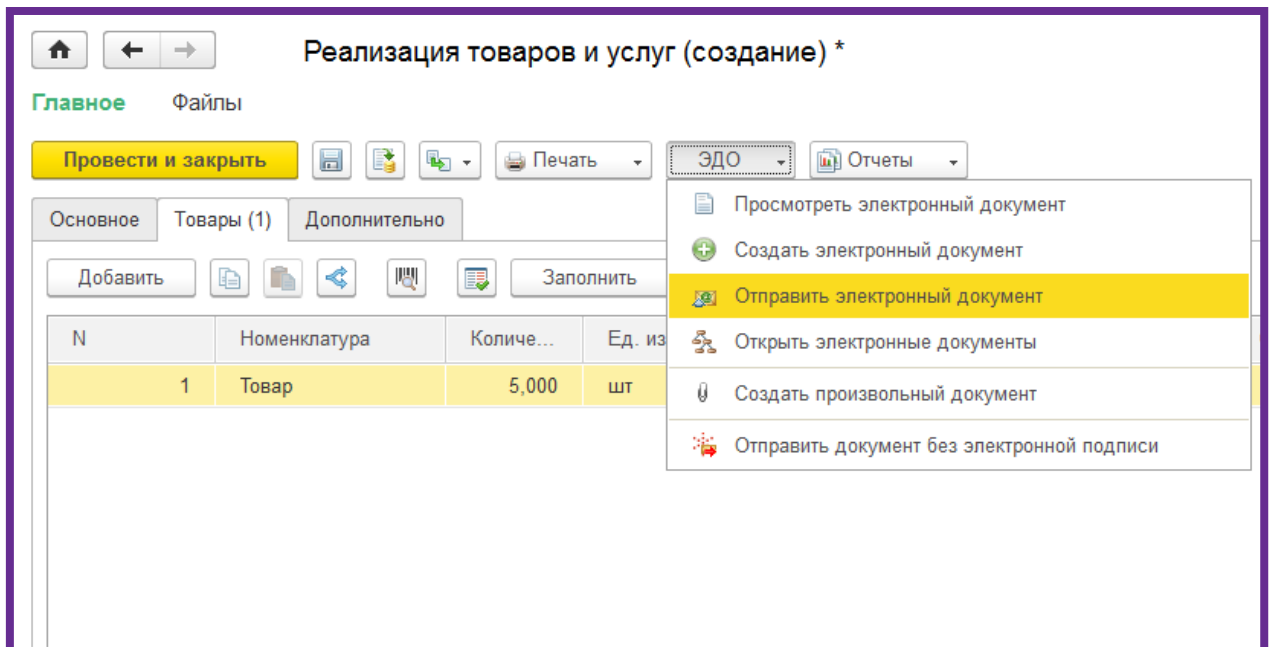 Реализация товаров и услуг (создание) *
Главное Файлы
Провести и закрыть Печать ЭДО Отчеты
Основное Товары (1) Дополнительно
Просмотреть электронный документ
Создать электронный документ
Добавить Заполнить
Отправить электронный документ
N Номенклатура Количе... Ед. из
Открыть электронные документы
1 Товар 5,000 шт
Создать произвольный документ
Отправить документ без электронной подписи